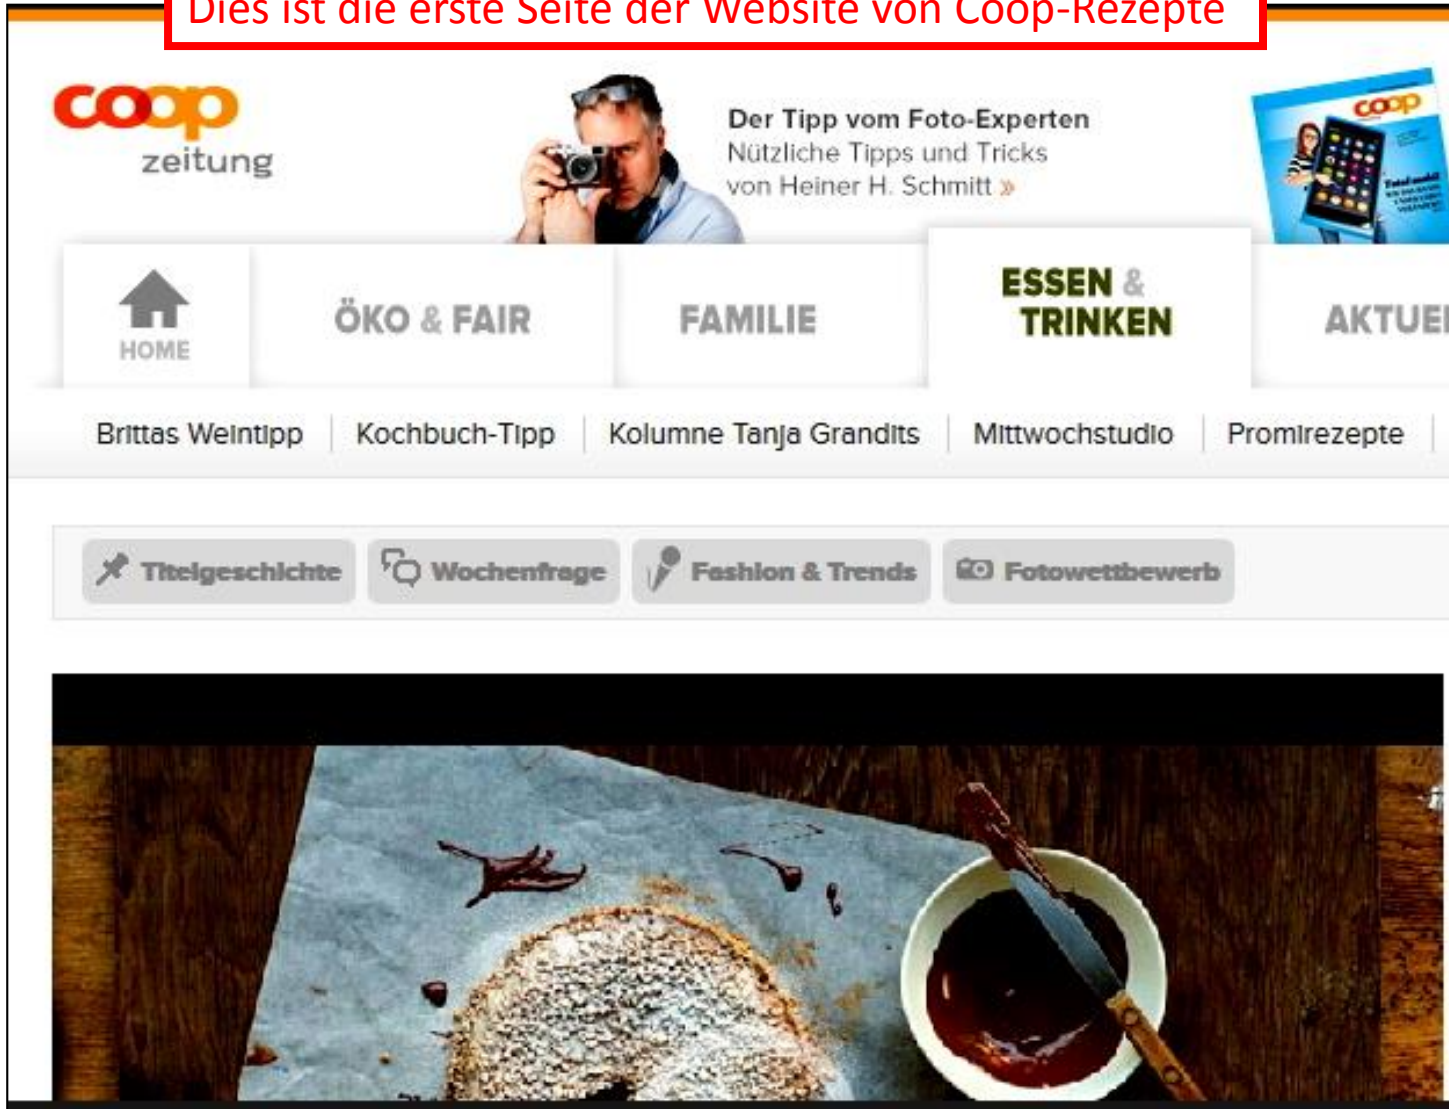 Dies ist die erste Seite der Website von Coop-Rezepte
coop
zeitung
Der Tipp vom Foto-Experten
Nützliche Tipps und Tricks
von Heiner H. Schmitt »
coop
HOME
ÖKO & FAIR
FAMILIE
ESSEN &
TRINKEN
AKTUEL
Brittas Weintipp
Kochbuch-Tipp
Kolumne Tanja Grandits
Mittwochstudio
Promirezepte
Titelgeschichte
Wochenfrage
Fashion & Trends
Fotowettbewerb